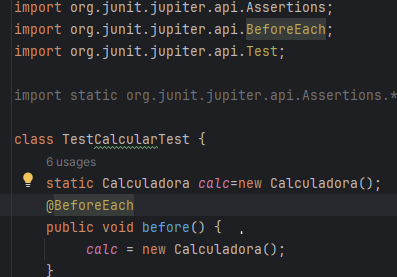 import org.junit.jupiter.api.Assertions;
import org.junit.jupiter.api.BeforeEach;
import org.junit.jupiter.api.Test;
import static org.junit.jupiter.api.Assertions.*
class TestCalcularTest {
6 usages
static Calculadora calc=new Calculadora();
@BeforeEach
public void before() {
calc = new Calculadora();
}